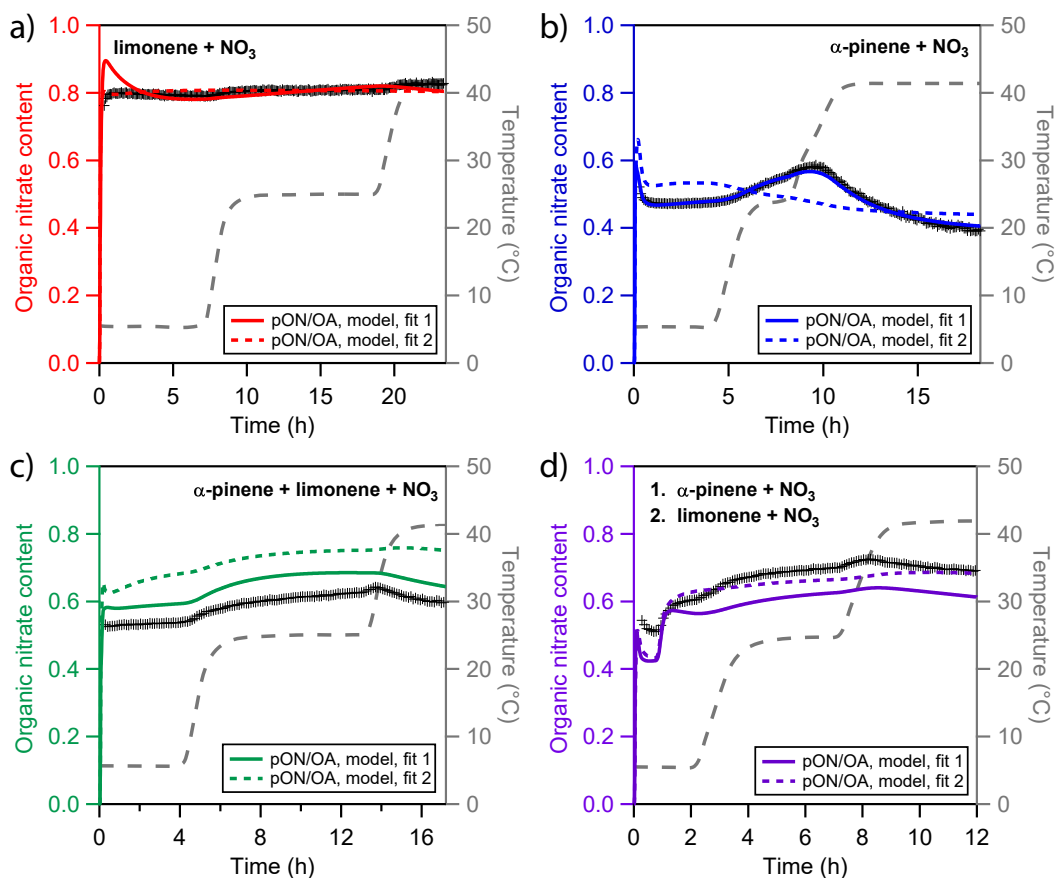 a)
limonene + NO3
Organic nitrate content
1.0
0.8
0.6
0.4
0.2
0.0
50
40
30
20
10
0
Temperature (°C)
pON/OA, model, fit 1
pON/OA, model, fit 2
0
5
10
15
20
Time (h)
b)
α-pinene + NO3
Organic nitrate content
1.0
0.8
0.6
0.4
0.2
0.0
50
40
30
20
10
0
Temperature (°C)
pON/OA, model, fit 1
pON/OA, model, fit 2
0
5
10
15
Time (h)
c)
α-pinene + limonene + NO3
Organic nitrate content
1.0
0.8
0.6
0.4
0.2
0.0
50
40
30
20
10
0
Temperature (°C)
pON/OA, model, fit 1
pON/OA, model, fit 2
0
4
8
12
16
Time (h)
d)
1. α-pinene + NO3
2. limonene + NO3
Organic nitrate content
1.0
0.8
0.6
0.4
0.2
0.0
50
40
30
20
10
0
Temperature (°C)
pON/OA, model, fit 1
pON/OA, model, fit 2
0
2
4
6
8
10
12
Time (h)